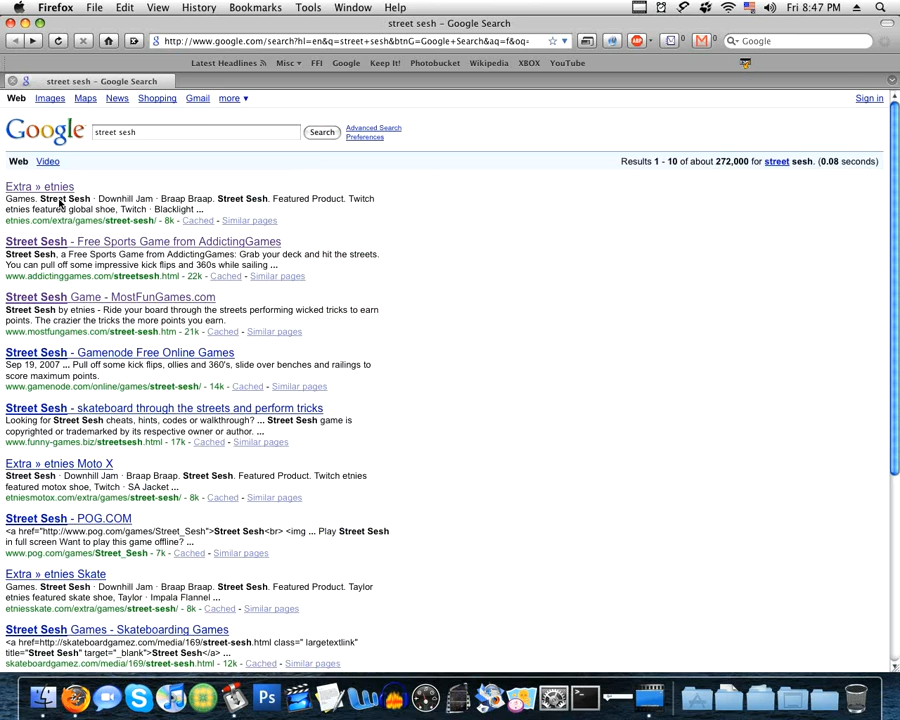 Firefox File Edit View History Bookmarks Tools Window Help Fri 8:47 PM
street sesh – Google Search
http://www.google.com/search?hl=en&q=street+sesh&btnG=Google+Search&aq=f&oq= Google
Latest Headlines Misc FFI Google Keep It! Photobucket Wikipedia XBOX YouTube
street sesh – Google Search
Web Images Maps News Shopping Gmail more ▼ Sign in
Google street sesh Search Advanced Search
Preferences
Web Video Results 1 - 10 of about 272,000 for street sesh. (0.08 seconds)
Extra » etnies
Games. Street Sesh · Downhill Jam · Braap Braap. Street Sesh. Featured Product. Twitch
etnies featured global shoe, Twitch · Blacklight ...
etnies.com/extra/games/street-sesh/ - 8k - Cached - Similar pages
Street Sesh - Free Sports Game from AddictingGames
Street Sesh, a Free Sports Game from AddictingGames: Grab your deck and hit the streets.
You can pull off some impressive kick flips and 360s while sailing ...
www.addictinggames.com/streetsesh.html - 22k - Cached - Similar pages
Street Sesh Game - MostFunGames.com
Street Sesh by etnies - Ride your board through the streets performing wicked tricks to earn
points. The crazier the tricks the more points you earn.
www.mostfungames.com/street-sesh.htm - 21k - Cached - Similar pages
Street Sesh - Gamenode Free Online Games
Sep 19, 2007 ... Pull off some kick flips, ollies and 360's, slide over benches and railings to
score maximum points.
www.gamenode.com/online/games/street-sesh/ - 14k - Cached - Similar pages
Street Sesh - skateboard through the streets and perform tricks
Looking for Street Sesh cheats, hints, codes or walkthrough? ... Street Sesh game is
copyrighted or trademarked by its respective owner or author. ...
www.funny-games.biz/streetsesh.html - 17k - Cached - Similar pages
Extra » etnies Moto X
Street Sesh · Downhill Jam · Braap Braap. Street Sesh. Featured Product. Twitch etnies
featured motox shoe, Twitch · SA Jacket ...
etniesmotox.com/extra/games/street-sesh/ - 8k - Cached - Similar pages
Street Sesh - POG.COM
<a href="http://www.pog.com/games/Street_Sesh">Street Sesh<br> <img ... Play Street Sesh
in full screen Want to play this game offline? ...
www.pog.com/games/Street_Sesh - 7k - Cached - Similar pages
Extra » etnies Skate
Games. Street Sesh · Downhill Jam · Braap Braap. Street Sesh. Featured Product. Taylor
etnies featured skate shoe, Taylor · Impala Flannel ...
etniesskate.com/extra/games/street-sesh/ - 8k - Cached - Similar pages
Street Sesh Games - Skateboarding Games
<a href=http://skateboardgamez.com/media/169/street-sesh.html class=" largetextlink"
title="Street Sesh" target="_blank">Street Sesh</a> ...
skateboardgamez.com/media/169/street-sesh.html - 12k - Cached - Similar pages